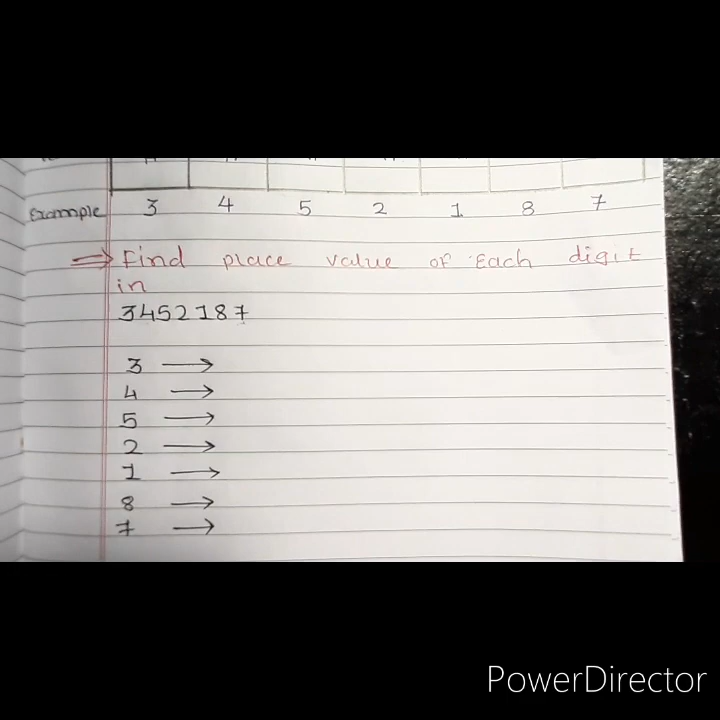 Example 3 4 5 2 1 8 7
⇒ Find place value of Each digit
in
3452187
3 →
4 →
5 →
2 →
1 →
8 →
7 →
PowerDirector